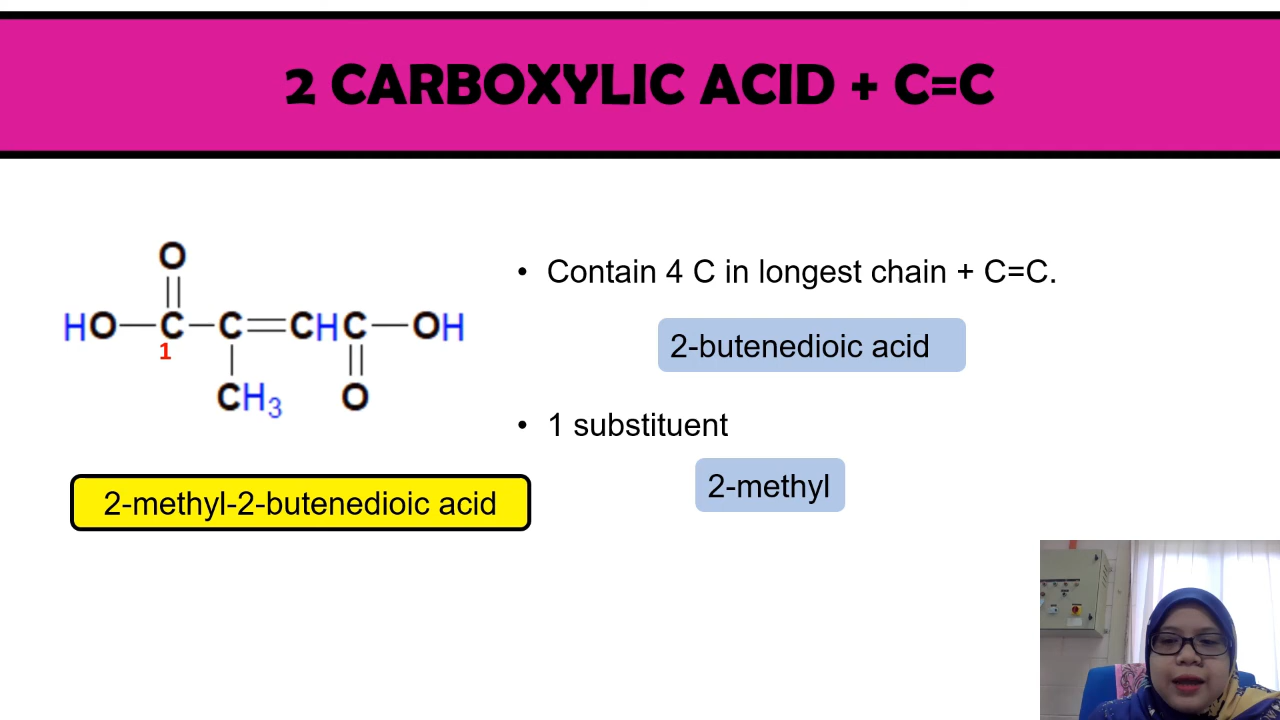 2 CARBOXYLIC ACID + C=C
O
HO—C—C=CHC—OH
1
CH3 O
• Contain 4 C in longest chain + C=C.
2-butenedioic acid
• 1 substituent
2-methyl
2-methyl-2-butenedioic acid